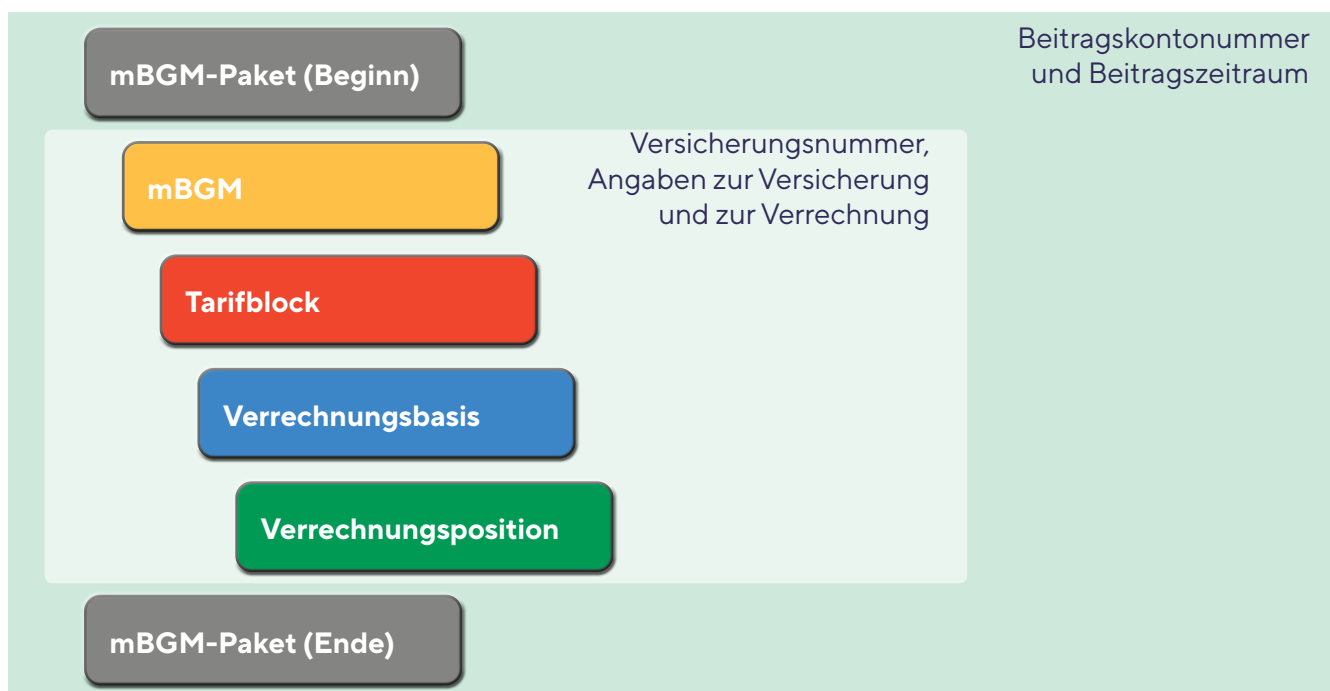 mBGM-Paket (Beginn)
Beitragskontonummer
und Beitragszeitraum
mBGM
Versicherungsnummer,
Angaben zur Versicherung
und zur Verrechnung
Tarifblock
Verrechnungsbasis
Verrechnungsposition
mBGM-Paket (Ende)